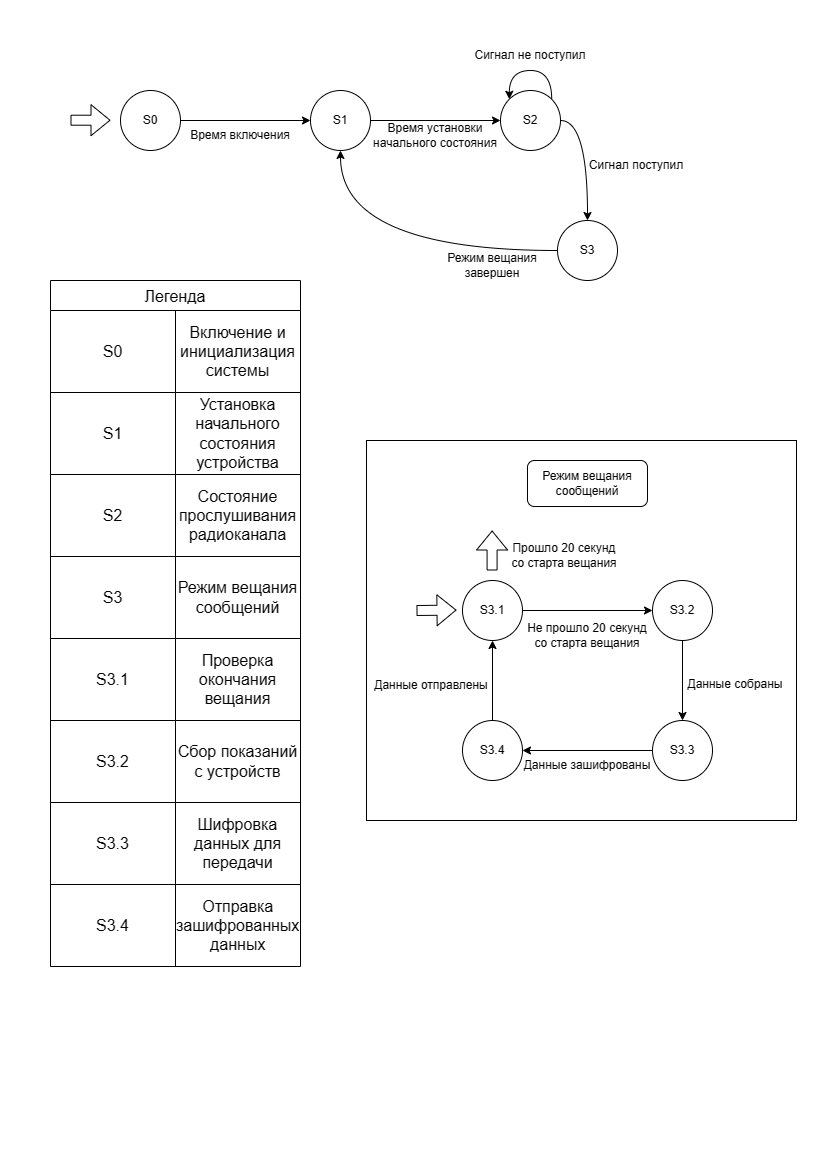 Сигнал не поступил
S0
S1
S2
Время включения
Время установки
начального состояния
Сигнал поступил
S3
Режим вещания
завершен
Легенда
S0
Включение и
инициализация
системы
S1
Установка
начального
состояния
устройства
S2
Состояние
прослушивания
радиоканала
S3
Режим вещания
сообщений
S3.1
Проверка
окончания
вещания
S3.2
Сбор показаний
с устройств
S3.3
Шифровка
данных для
передачи
S3.4
Отправка
зашифрованных
данных
Режим вещания
сообщений
Прошло 20 секунд
со старта вещания
S3.1
S3.2
Не прошло 20 секунд
со старта вещания
Данные отправлены
Данные собраны
S3.4
S3.3
Данные зашифрованы